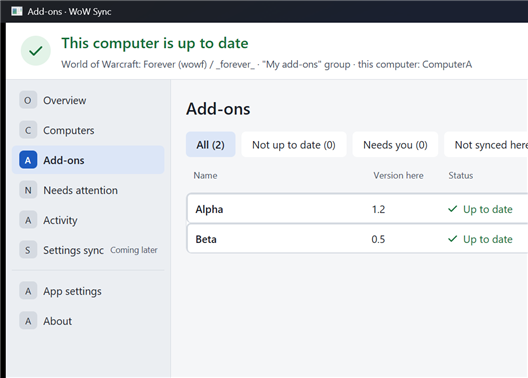 Add-ons · WoW Sync
This computer is up to date
World of Warcraft: Forever (wowf) / _forever_ · "My add-ons" group · this computer: ComputerA
O Overview
C Computers
A Add-ons
N Needs attention
A Activity
S Settings sync Coming later
A App settings
A About
Add-ons
All (2) Not up to date (0) Needs you (0) Not synced here
Name Version here Status
Alpha 1.2 Up to date
Beta 0.5 Up to date